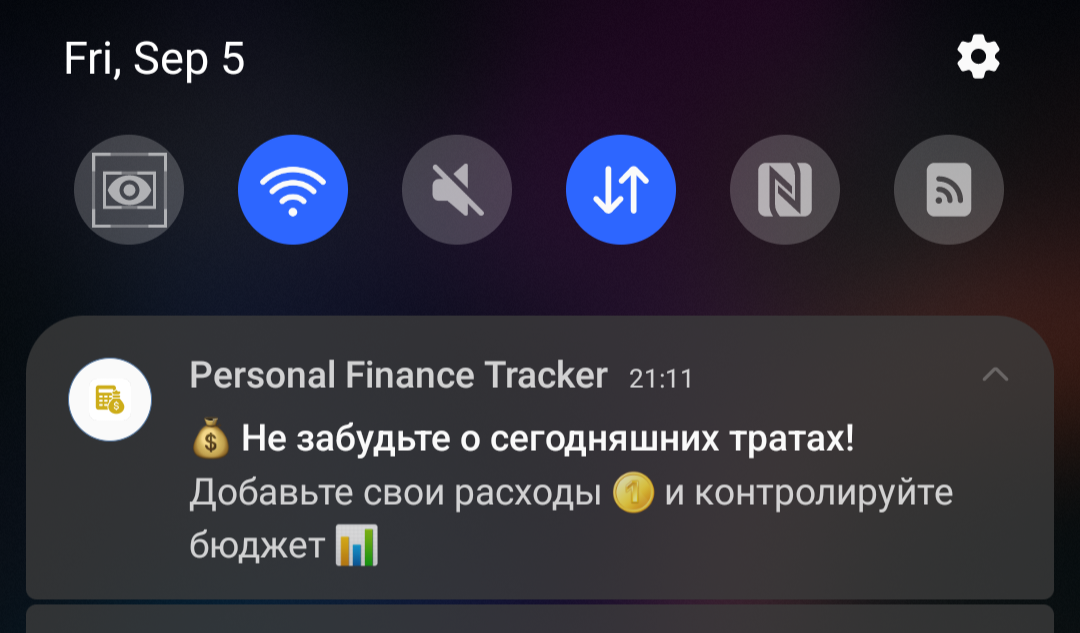 Fri, Sep 5
Personal Finance Tracker 21:11
💰 Не забудьте о сегодняшних тратах!
Добавьте свои расходы 🪙 и контролируйте
бюджет 📊